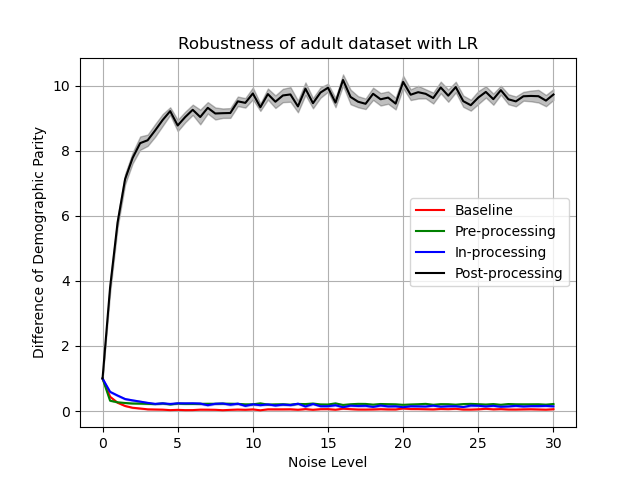 Robustness of adult dataset with LR
Difference of Demographic Parity
10
8
6
4
2
0
Baseline
Pre-processing
In-processing
Post-processing
0 5 10 15 20 25 30
Noise Level